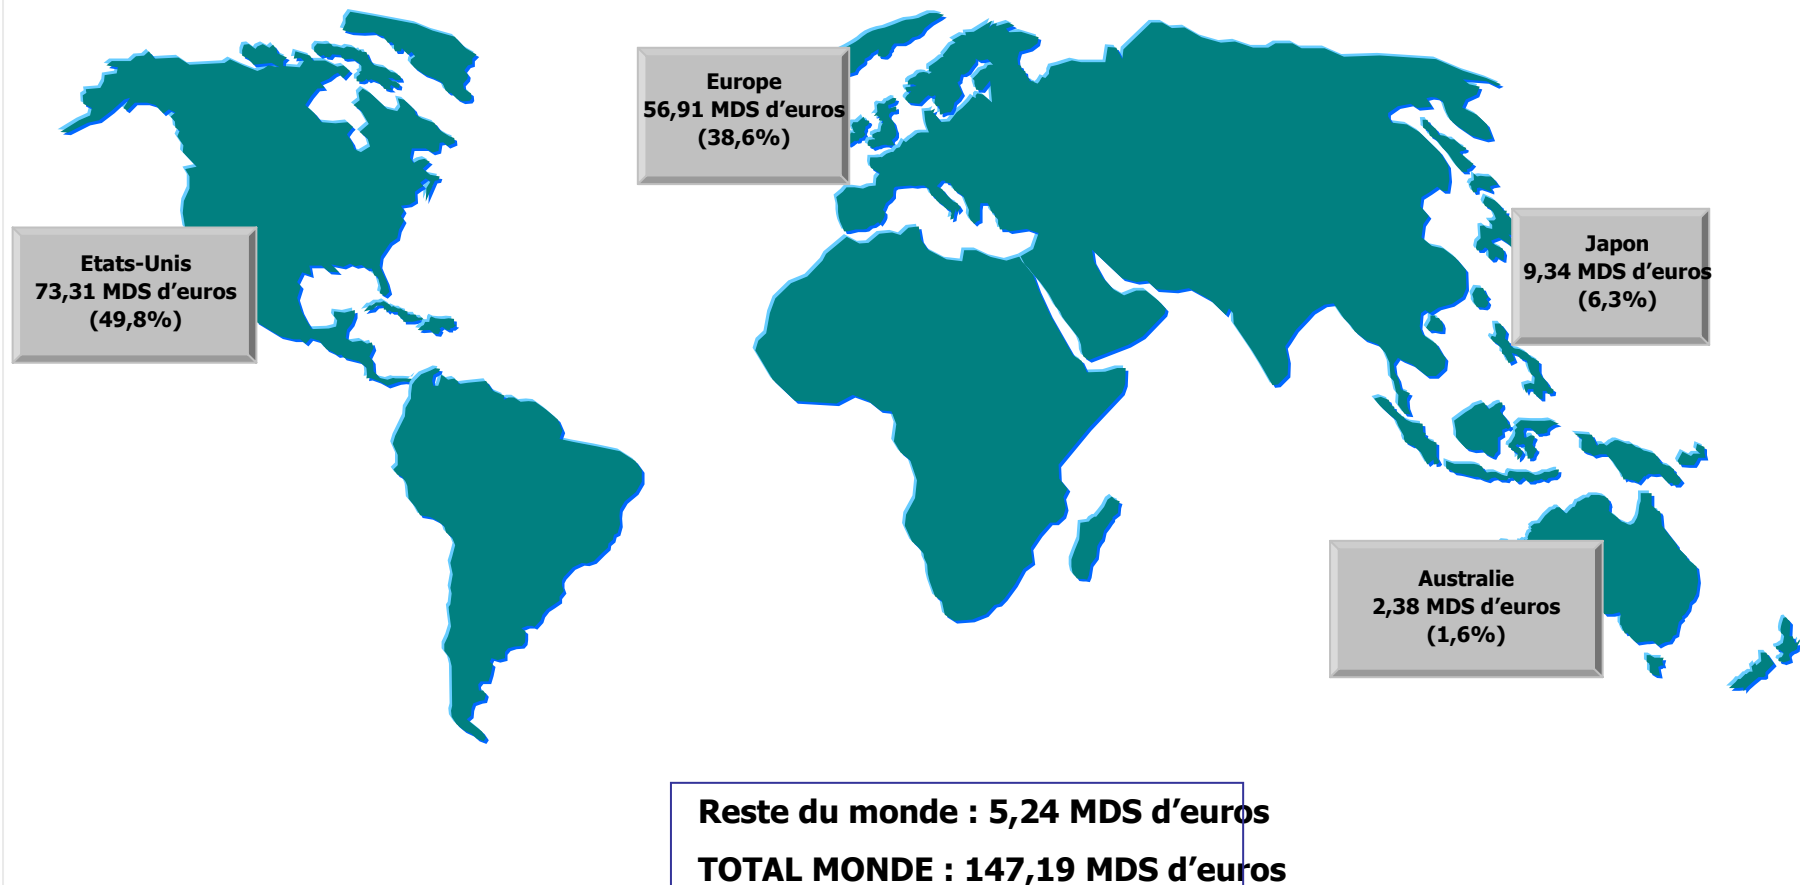 Europe
56,91 MDS d’euros
(38,6%)
Etats-Unis
73,31 MDS d’euros
(49,8%)
Japon
9,34 MDS d’euros
(6,3%)
Australie
2,38 MDS d’euros
(1,6%)
Reste du monde : 5,24 MDS d’euros
TOTAL MONDE : 147,19 MDS d’euros